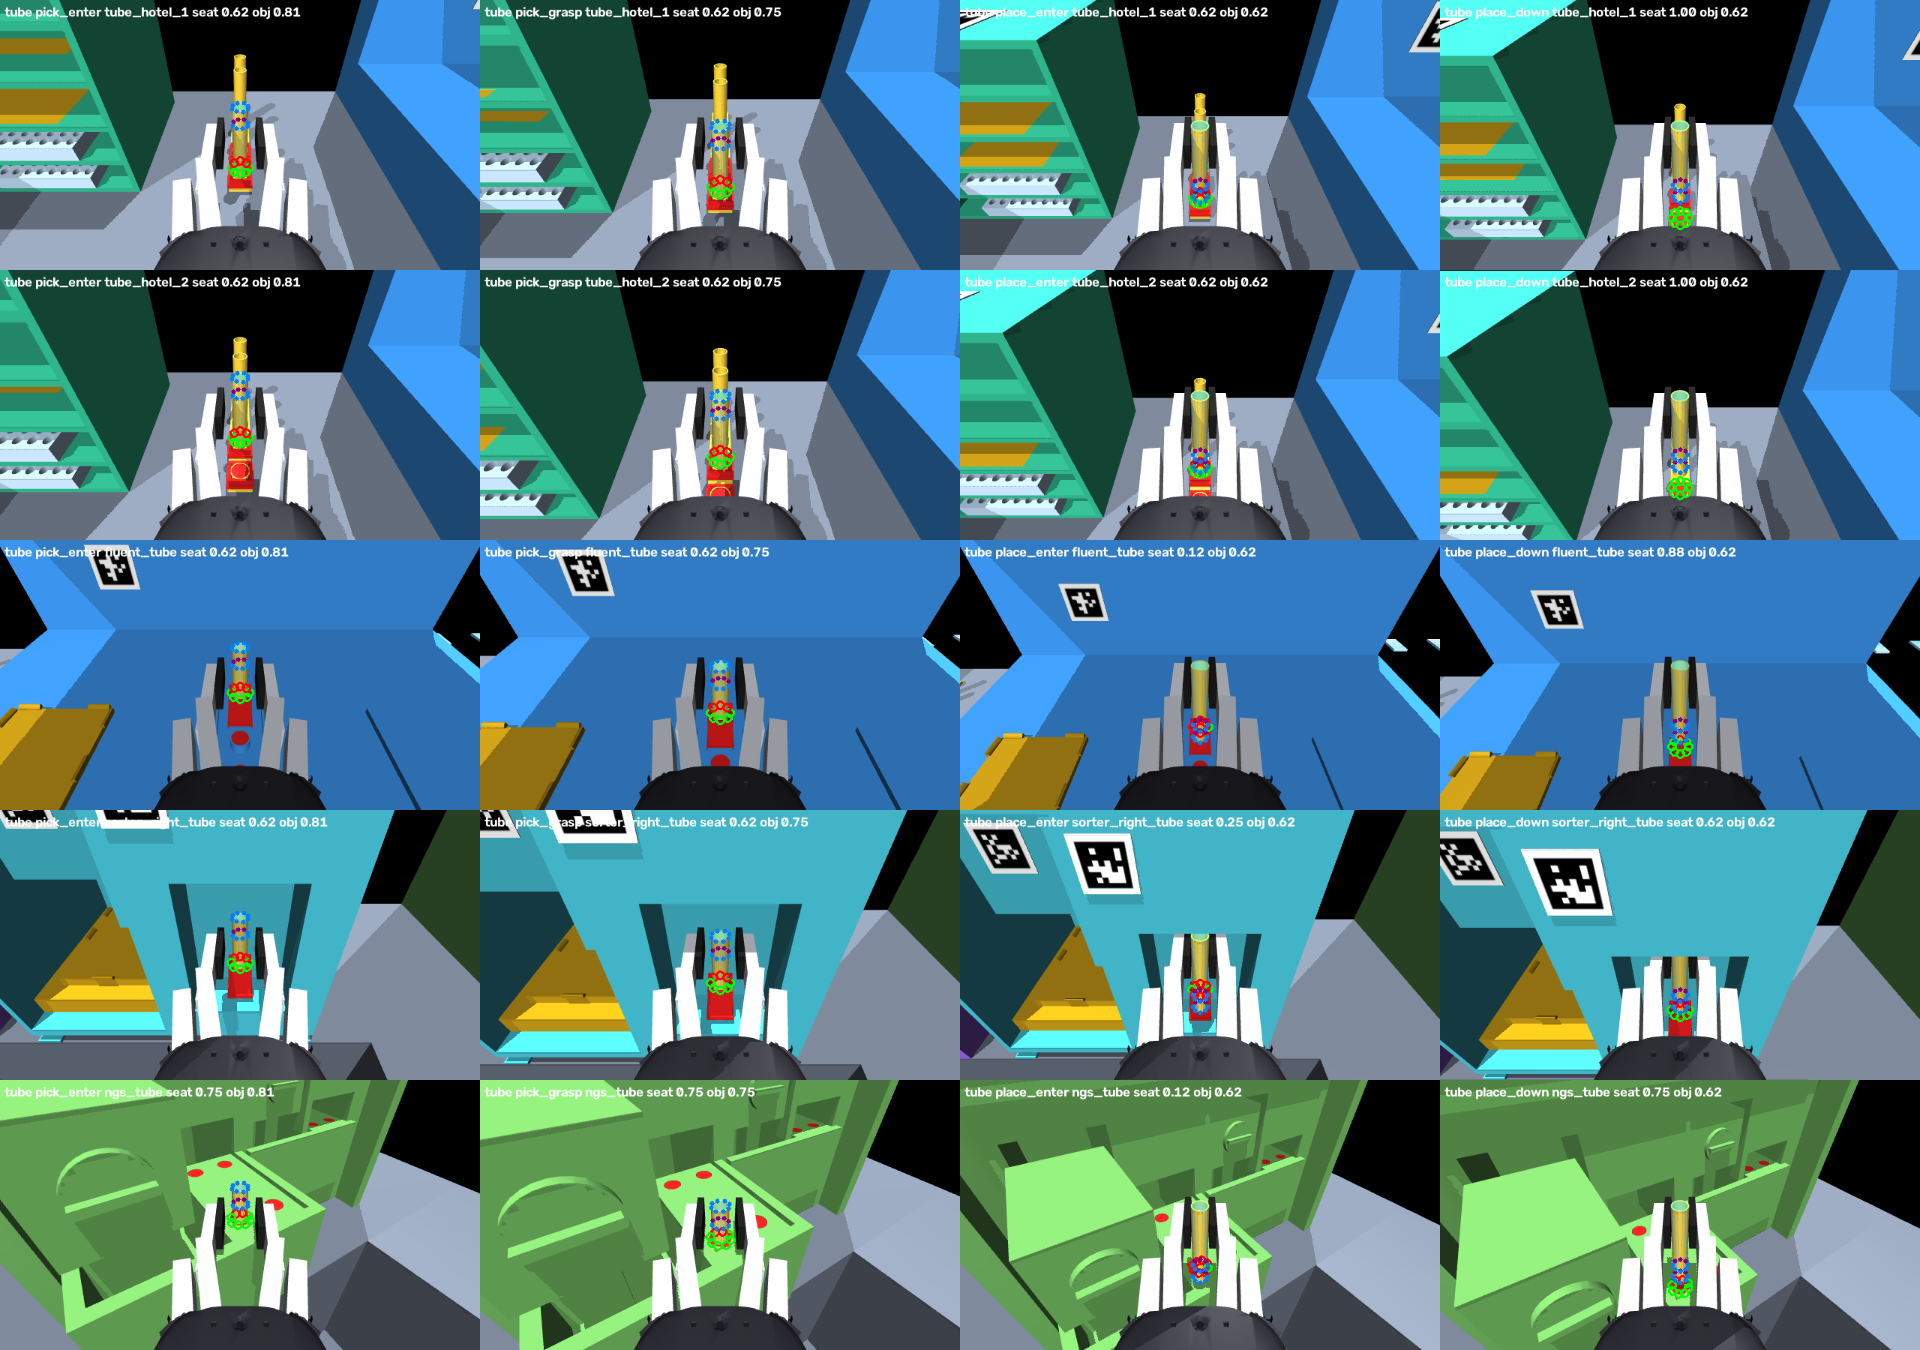 tube pick_enter tube_hotel_1 seat 0.62 obj 0.81
tube pick_grasp tube_hotel_1 seat 0.62 obj 0.75
tube place_enter tube_hotel_1 seat 0.62 obj 0.62
tube place_down tube_hotel_1 seat 1.00 obj 0.62
tube pick_enter tube_hotel_2 seat 0.62 obj 0.81
tube pick_grasp tube_hotel_2 seat 0.62 obj 0.75
tube place_enter tube_hotel_2 seat 0.62 obj 0.62
tube place_down tube_hotel_2 seat 1.00 obj 0.62
tube pick_enter fluent_tube seat 0.62 obj 0.81
tube pick_grasp fluent_tube seat 0.62 obj 0.75
tube place_enter fluent_tube seat 0.12 obj 0.62
tube place_down fluent_tube seat 0.88 obj 0.62
tube pick_enter sorter_right_tube seat 0.62 obj 0.81
tube pick_grasp sorter_right_tube seat 0.62 obj 0.75
tube place_enter sorter_right_tube seat 0.25 obj 0.62
tube place_down sorter_right_tube seat 0.62 obj 0.62
tube pick_enter ngs_tube seat 0.75 obj 0.81
tube pick_grasp ngs_tube seat 0.75 obj 0.75
tube place_enter ngs_tube seat 0.12 obj 0.62
tube place_down ngs_tube seat 0.75 obj 0.62